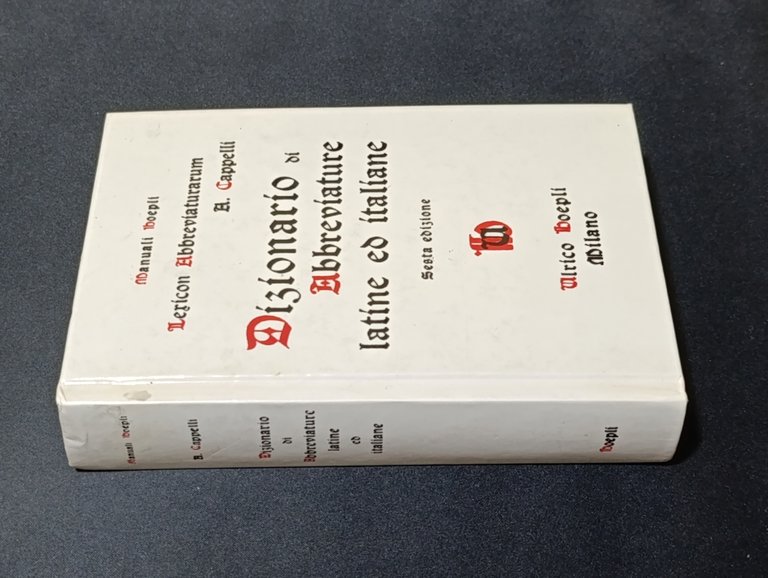 Manuali Hoepli
Lexicon Abbreviaturarum
A. Cappelli
Dizionario di
Abbreviature
latine ed italiane
Sesta edizione
UH
Ulrico Hoepli
Milano
Manuali Hoepli
A. Cappelli
Dizionario
di
Abbreviature
latine
ed
italiane
Hoepli